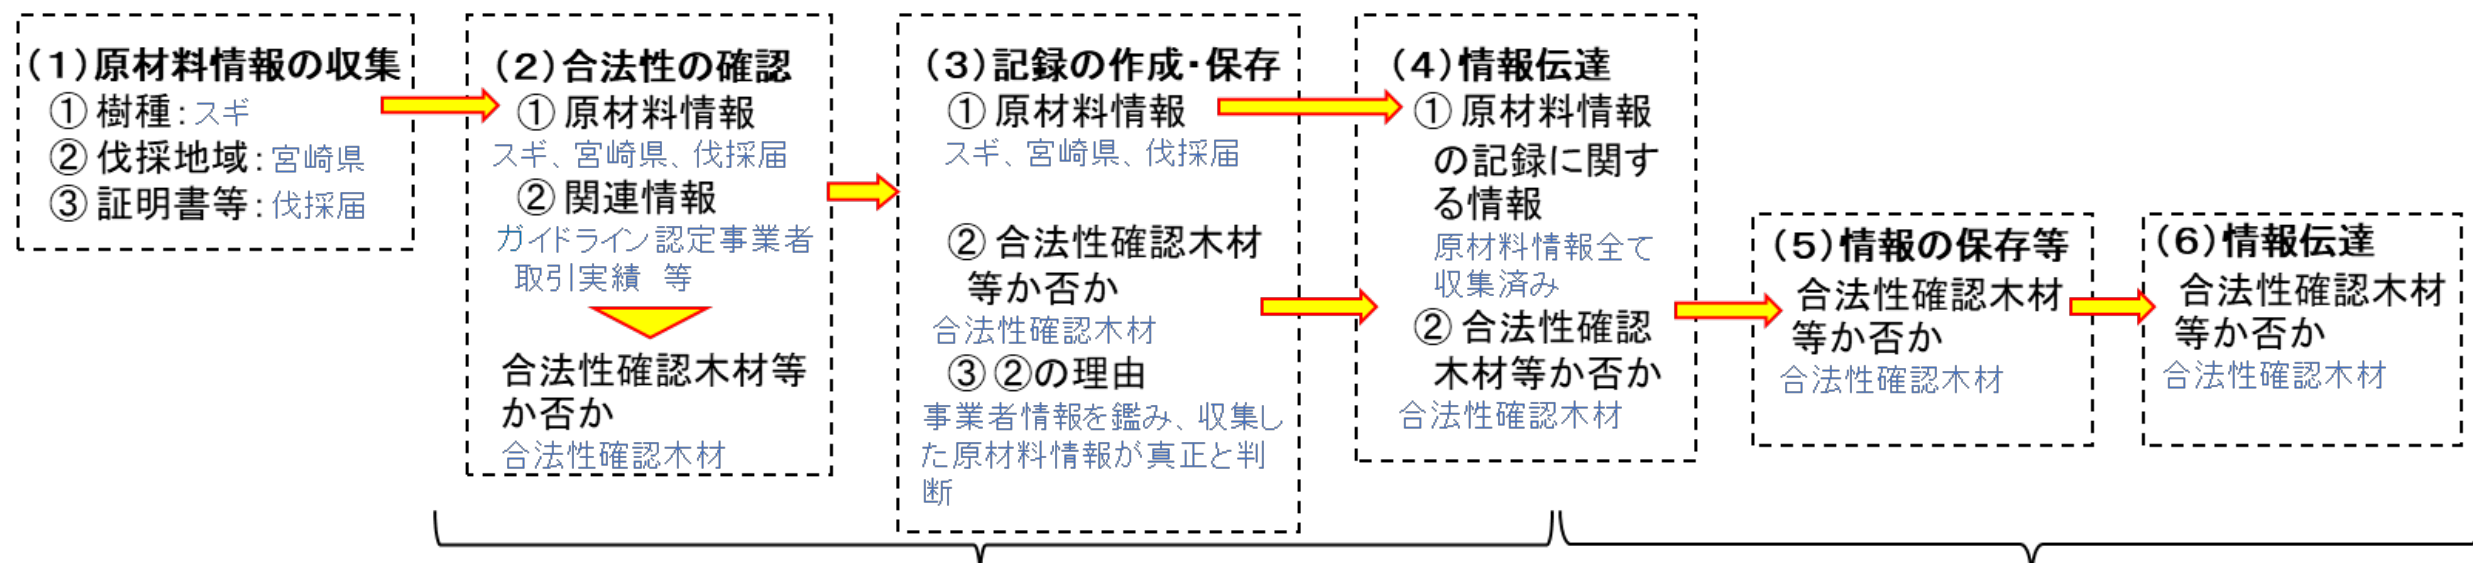 (1)原材料情報の収集
①樹種:スギ
②伐採地域:宮崎県
③証明書等:伐採届
(2)合法性の確認
①原材料情報
スギ、宮崎県、伐採届
②関連情報
ガイドライン認定事業者
取引実績 等
合法性確認木材等
か否か
合法性確認木材
(3)記録の作成・保存
①原材料情報
スギ、宮崎県、伐採届
②合法性確認木材
等か否か
合法性確認木材
③②の理由
事業者情報を鑑み、収集し
た原材料情報が真正と判
断
(4)情報伝達
①原材料情報
の記録に関す
る情報
原材料情報全て
収集済み
②合法性確認
木材等か否か
合法性確認木材
(5)情報の保存等
合法性確認木材
等か否か
合法性確認木材
(6)情報伝達
合法性確認木材
等か否か
合法性確認木材